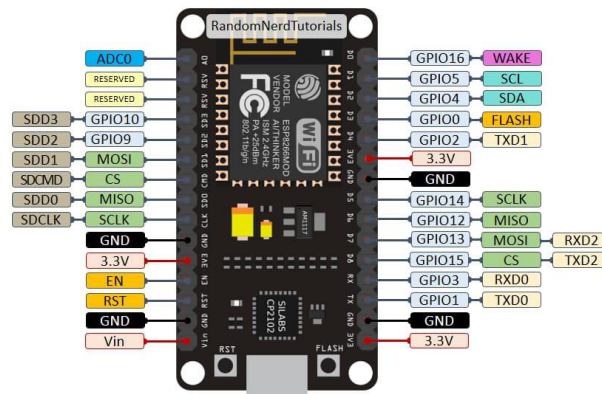 RandomNerdTutorials
ADC0 A0
RESERVED RSV
RESERVED RSV
SDD3 GPIO10 SD3
SDD2 GPIO9 SD2
SDD1 MOSI SD1
SDCMD CS CMD
SDD0 MISO SD0
SDCLK SCLK CLK
GND GND
3.3V 3V3
EN EN
RST RST
GND GND
Vin Vin
D0 GPIO16 WAKE
D1 GPIO5 SCL
D2 GPIO4 SDA
D3 GPIO0 FLASH
D4 GPIO2 TXD1
3V3 3.3V
GND GND
D5 GPIO14 SCLK
D6 GPIO12 MISO
D7 GPIO13 MOSI RXD2
D8 GPIO15 CS TXD2
RX GPIO3 RXD0
TX GPIO1 TXD0
GND GND
3V3 3.3V
MODEL ESP8266MOD
VENDOR AITHINKER
ISM 2.4GHz
PA +25dBm
802.11b/g/n
FC
WiFi
AM1117
SILABS
CP2102
RST
FLASH